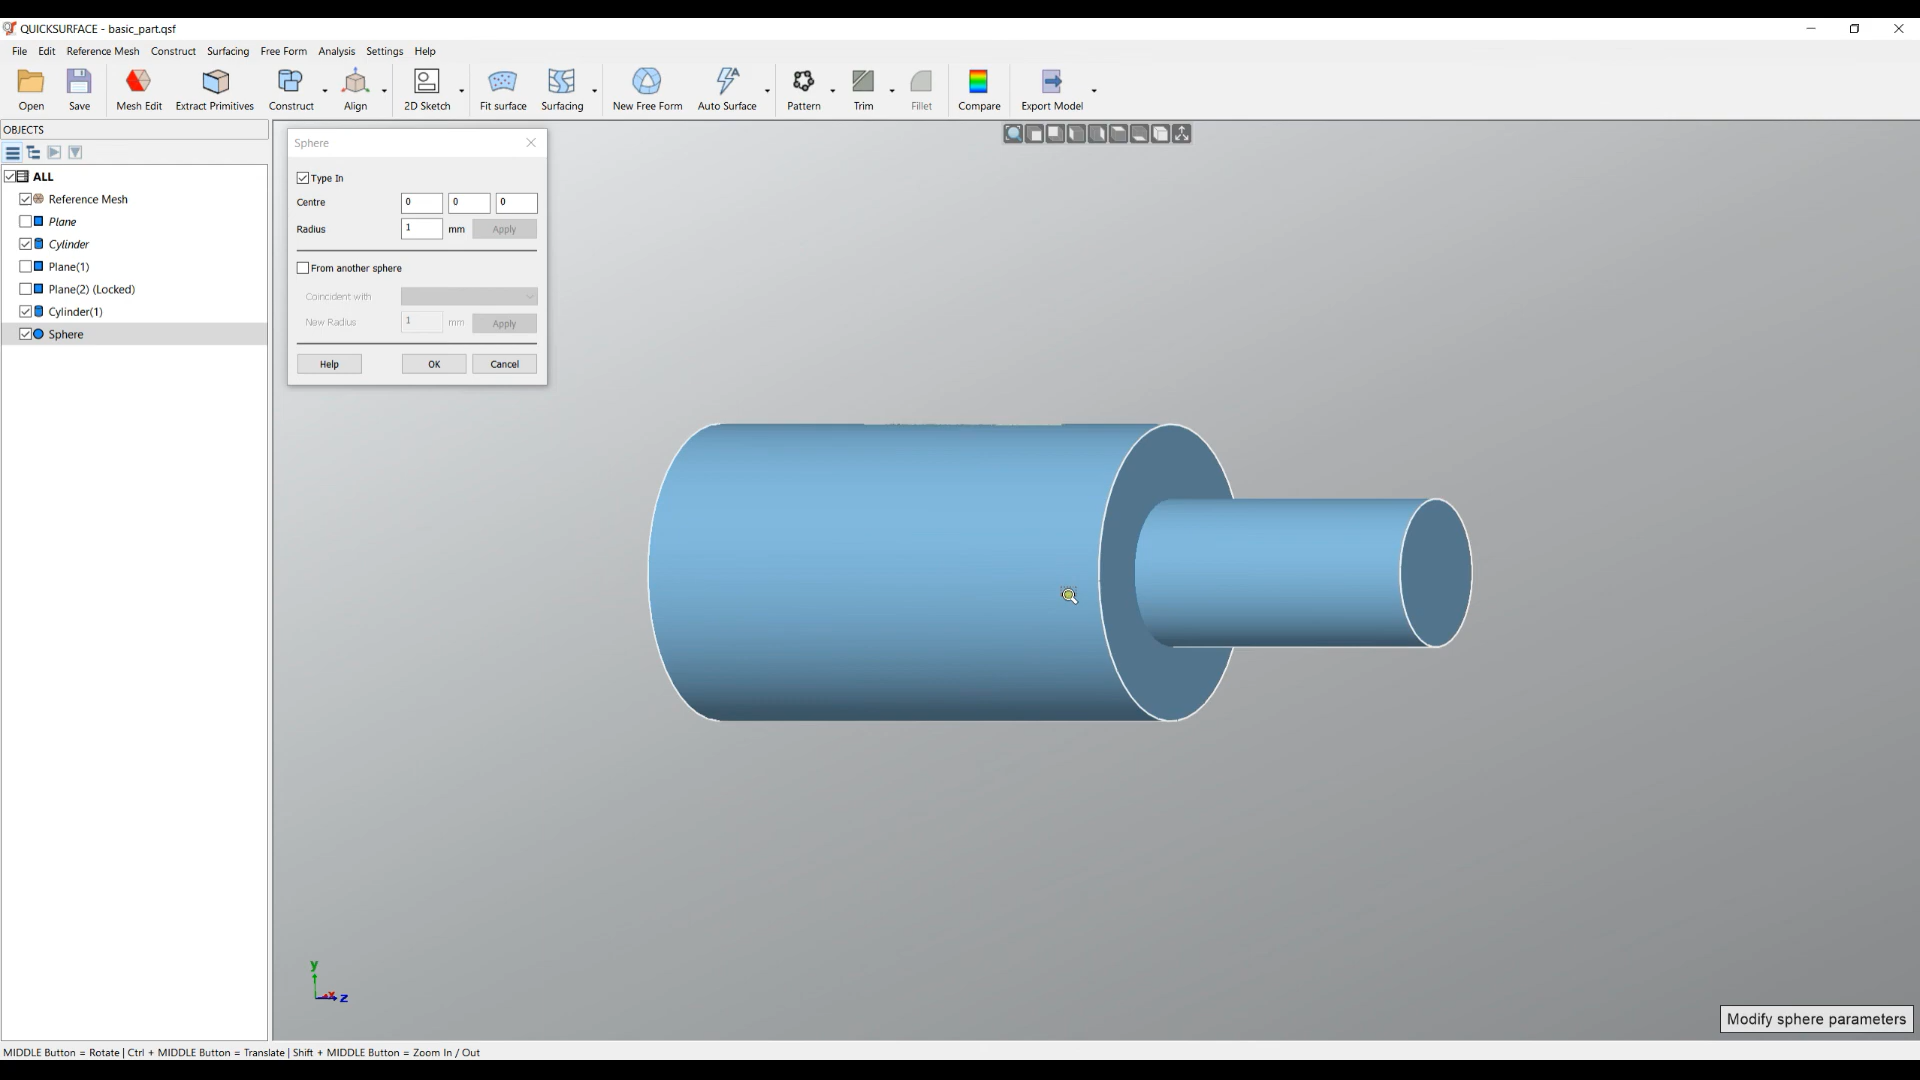 QUICKSURFACE - basic_part.qsf
File Edit Reference Mesh Construct Surfacing Free Form Analysis Settings Help
Open Save Mesh Edit Extract Primitives Construct Align 2D Sketch Fit surface Surfacing New Free Form Auto Surface Pattern Trim Fillet Compare Export Model
OBJECTS
ALL
Reference Mesh
Plane
Cylinder
Plane(1)
Plane(2) (Locked)
Cylinder(1)
Sphere
Sphere
Type In
Centre 0 0 0
Radius 1 mm Apply
From another sphere
Coincident with
New Radius 1 mm Apply
Help OK Cancel
y
x z
Modify sphere parameters
MIDDLE Button = Rotate | Ctrl + MIDDLE Button = Translate | Shift + MIDDLE Button = Zoom In / Out